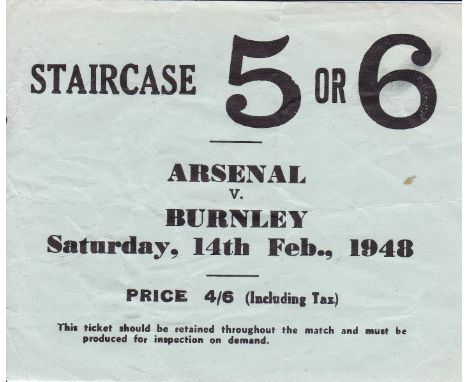 STAIRCASE 5 OR 6
ARSENAL
V.
BURNLEY
Saturday, 14th Feb., 1948
PRICE 4/6 (Including Tax)
This ticket should be retained throughout the match and must be
produced for inspection on demand.